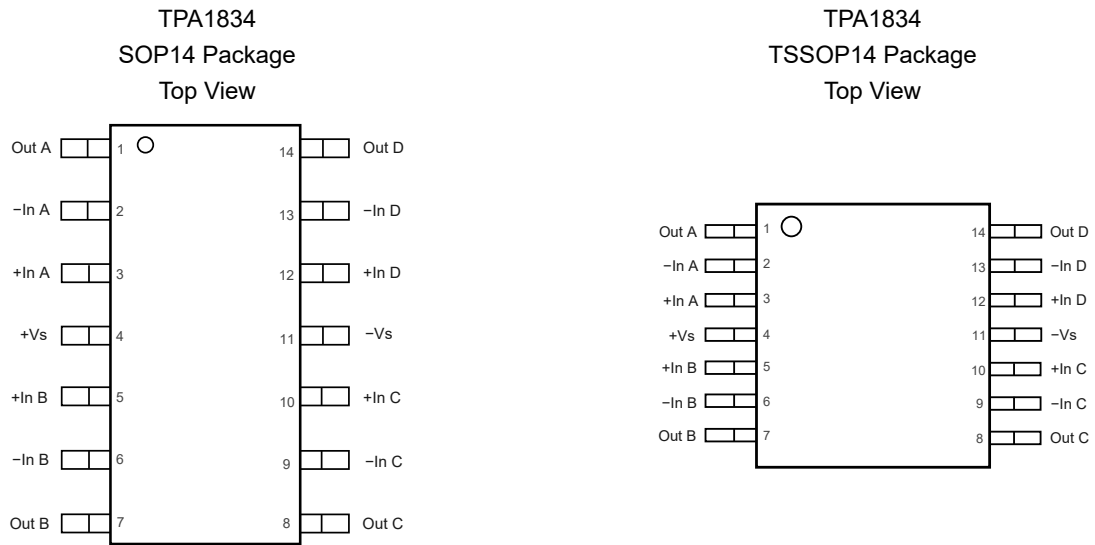 TPA1834
SOP14 Package
Top View
Out A 1 14 Out D
−In A 2 13 −In D
+In A 3 12 +In D
+Vs 4 11 −Vs
+In B 5 10 +In C
−In B 6 9 −In C
Out B 7 8 Out C
TPA1834
TSSOP14 Package
Top View
Out A 1 14 Out D
−In A 2 13 −In D
+In A 3 12 +In D
+Vs 4 11 −Vs
+In B 5 10 +In C
−In B 6 9 −In C
Out B 7 8 Out C